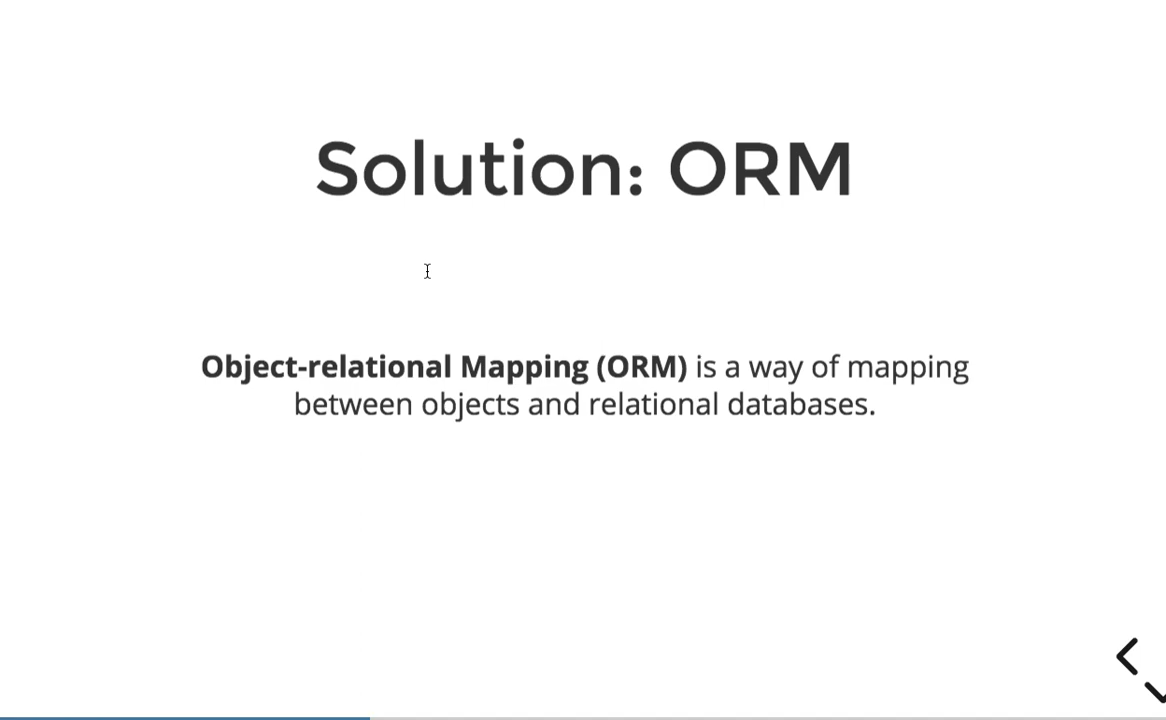 Solution: ORM
Object-relational Mapping (ORM) is a way of mapping
between objects and relational databases.